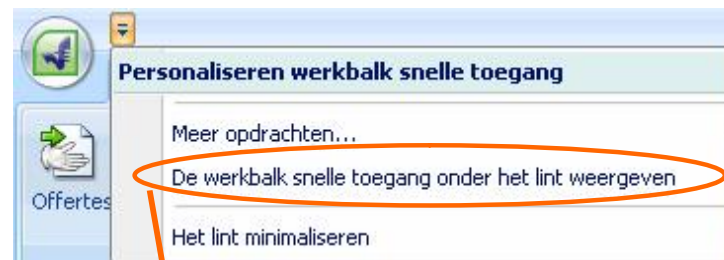 Personaliseren werkbalk snelle toegang
Meer opdrachten...
De werkbalk snelle toegang onder het lint weergeven
Offertes
Het lint minimaliseren